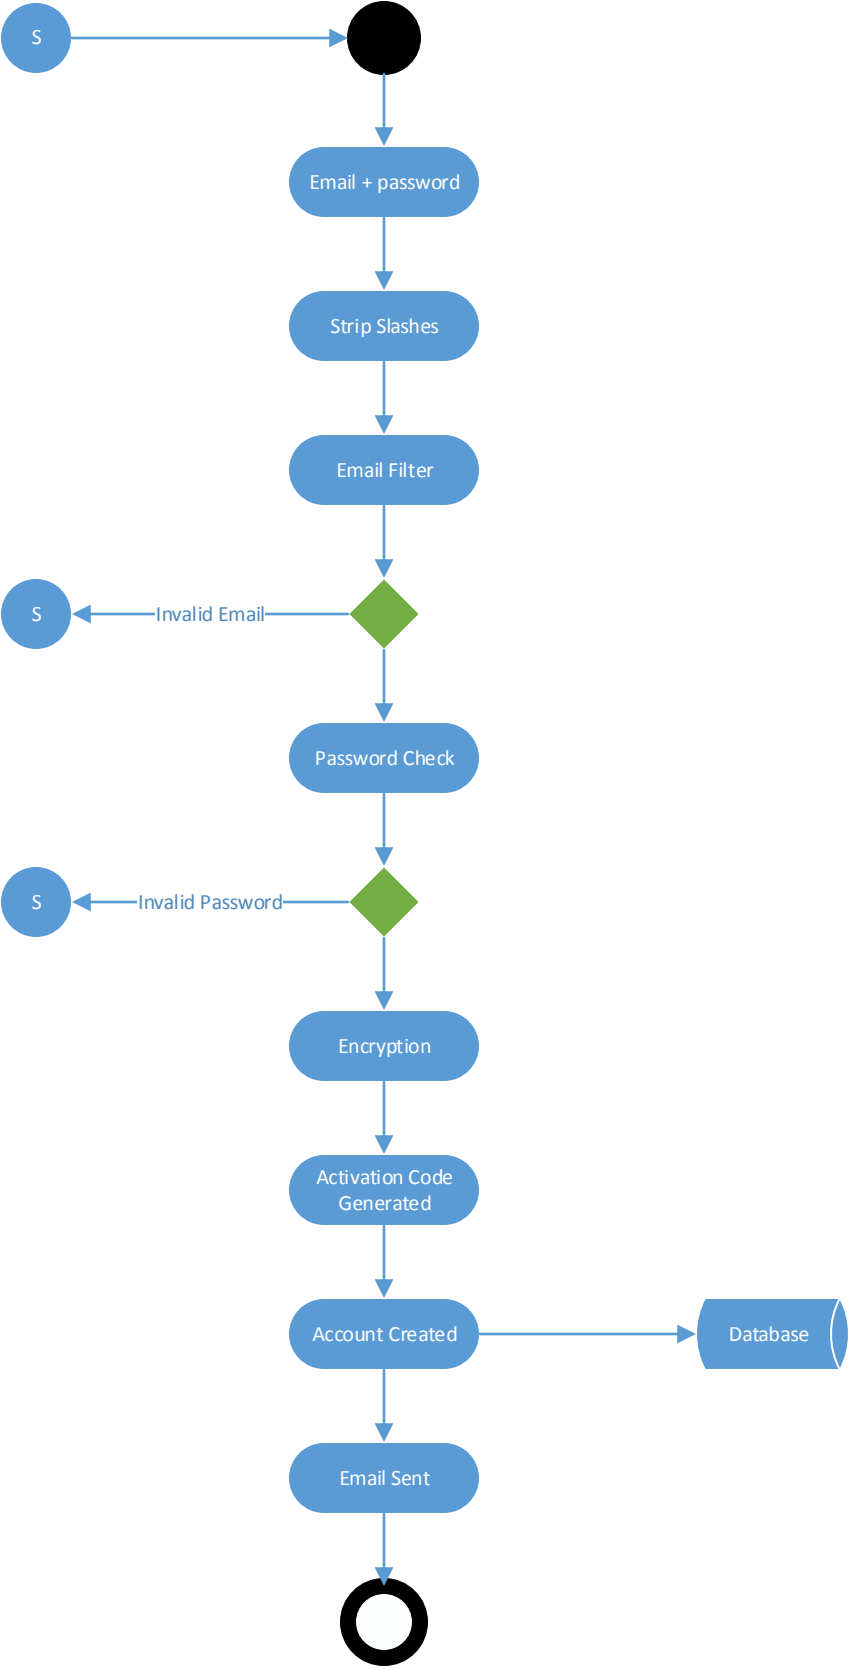 S
Email + password
Strip Slashes
Email Filter
S
Invalid Email
Password Check
S
Invalid Password
Encryption
Activation Code
Generated
Account Created
Database
Email Sent